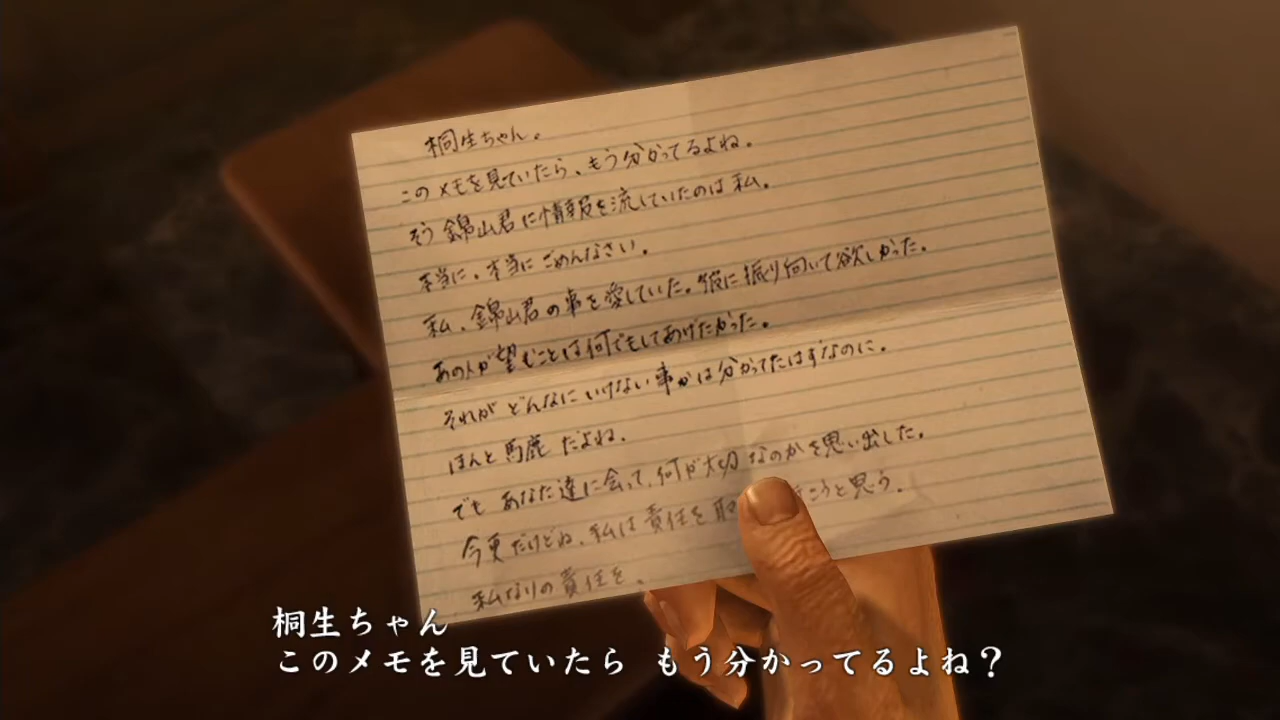 桐生ちゃん。
このメモを見ていたら、もう分かってるよね。
そう錦山君に情報を流していたのは私。
本当に、本当にごめんなさい。
私、錦山君の事を愛していた。彼に振り向いて欲しかった。
あの人が望むことは何でもしてあげたかった。
それがどんなにいけない事かは分かってたはずなのに。
ほんと馬鹿だよね。
でもあなた達に会って、何が大切なのかを思い出した。
今更だけどね、私は責任を取 こうと思う。
私なりの責任を。
桐生ちゃん
このメモを見ていたら もう分かってるよね？